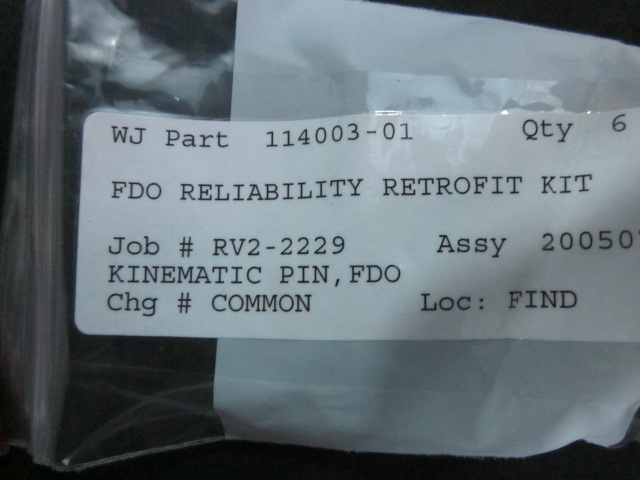 WJ Part 114003-01 Qty 6
FDO RELIABILITY RETROFIT KIT
Job # RV2-2229 Assy 20050
KINEMATIC PIN,FDO
Chg # COMMON Loc: FIND